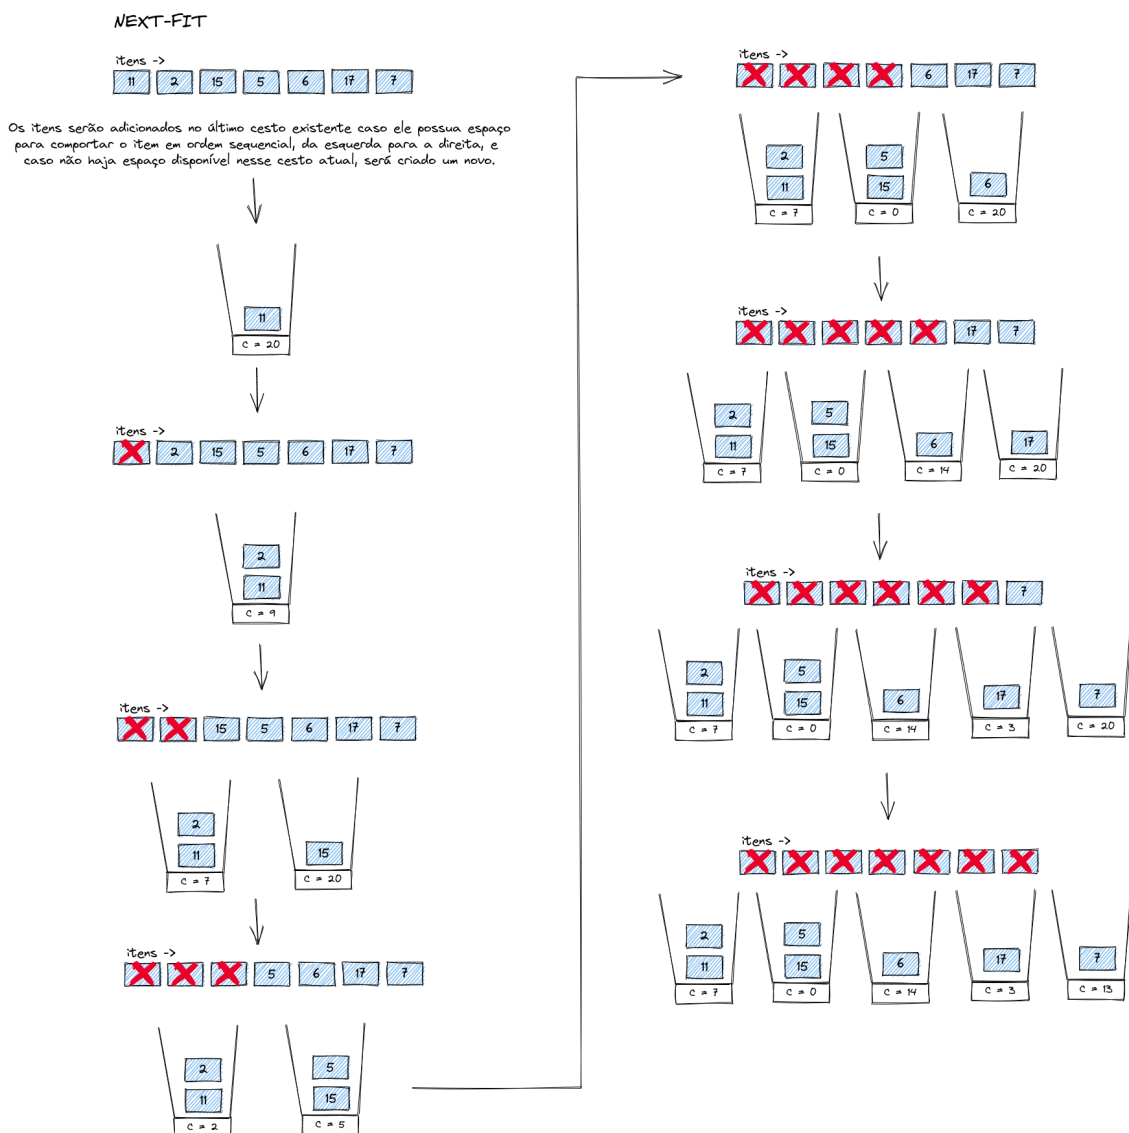 NEXT-FIT
itens ->
11 2 15 5 6 17 7
Os itens serão adicionados no último cesto existente caso ele possua espaço
para comportar o item em ordem sequencial, da esquerda para a direita, e
caso não haja espaço disponível nesse cesto atual, será criado um novo.
11
C = 20
itens ->
2 15 5 6 17 7
2
11
C = 9
itens ->
15 5 6 17 7
2
11 15
C = 7 C = 20
itens ->
5 6 17 7
2 5
11 15
C = 2 C = 5
itens ->
6 17 7
2 5
11 15 6
C = 7 C = 0 C = 20
itens ->
17 7
2 5
11 15 6 17
C = 7 C = 0 C = 14 C = 20
itens ->
7
2 5
11 15 6 17 7
C = 7 C = 0 C = 14 C = 3 C = 20
itens ->
2 5
11 15 6 17 7
C = 7 C = 0 C = 14 C = 3 C = 13